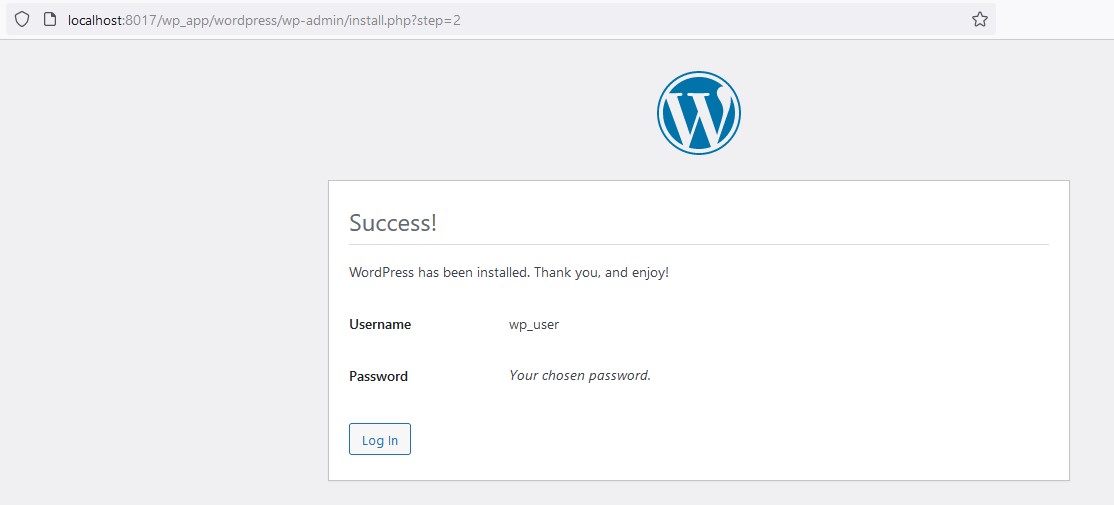 localhost:8017/wp_app/wordpress/wp-admin/install.php?step=2
W
Success!
WordPress has been installed. Thank you, and enjoy!
Username wp_user
Password Your chosen password.
Log In